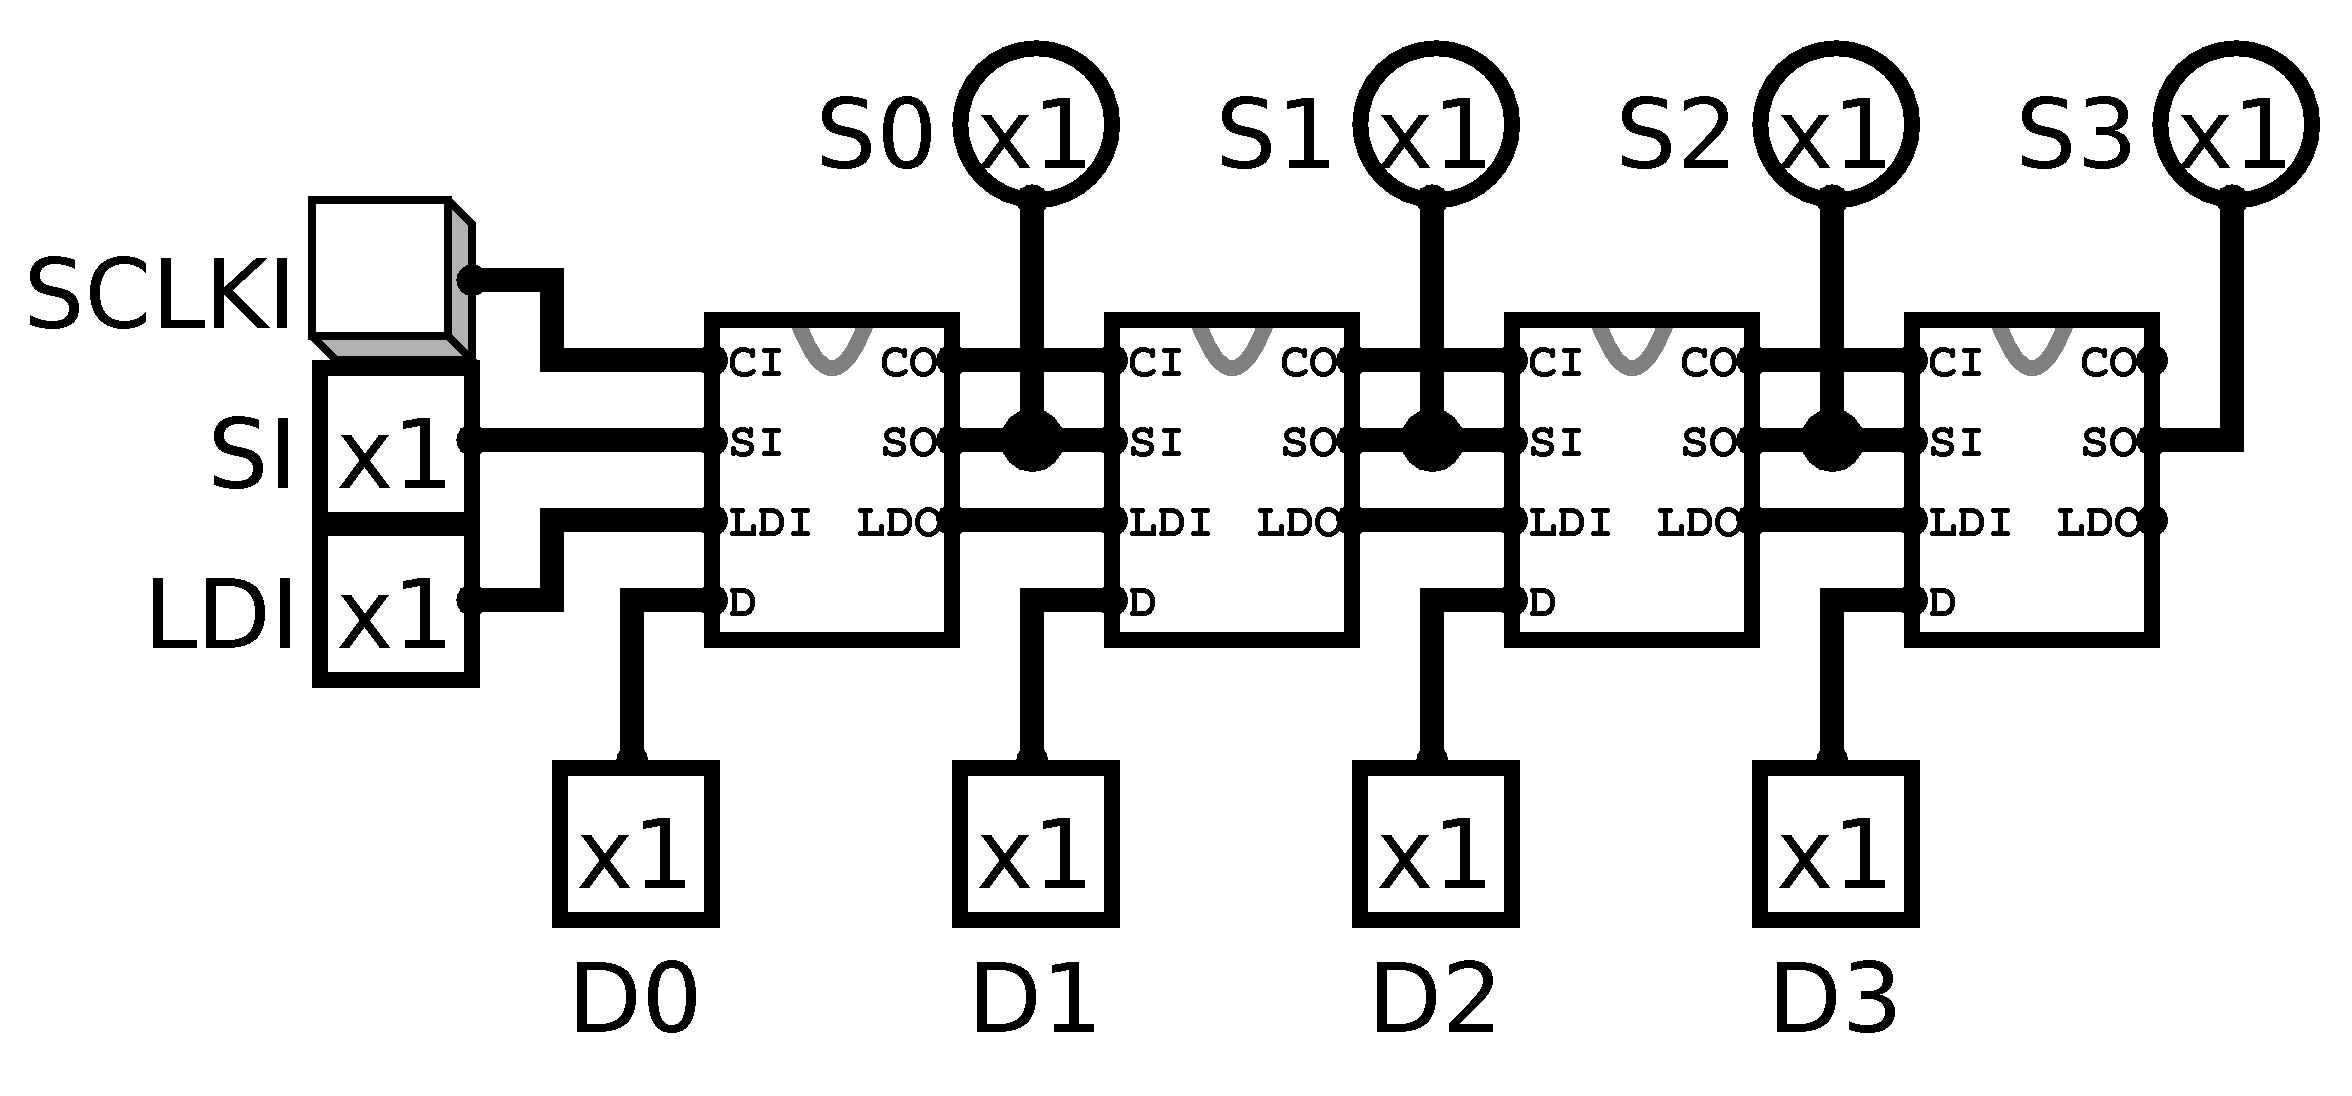 S0 x1 S1 x1 S2 x1 S3 x1
SCLKI
CI CO CI CO CI CO CI CO
SI x1 SI SO SI SO SI SO SI SO
LDI LDO LDI LDO LDI LDO LDI LDO
LDI x1 D D D D
x1 x1 x1 x1
D0 D1 D2 D3